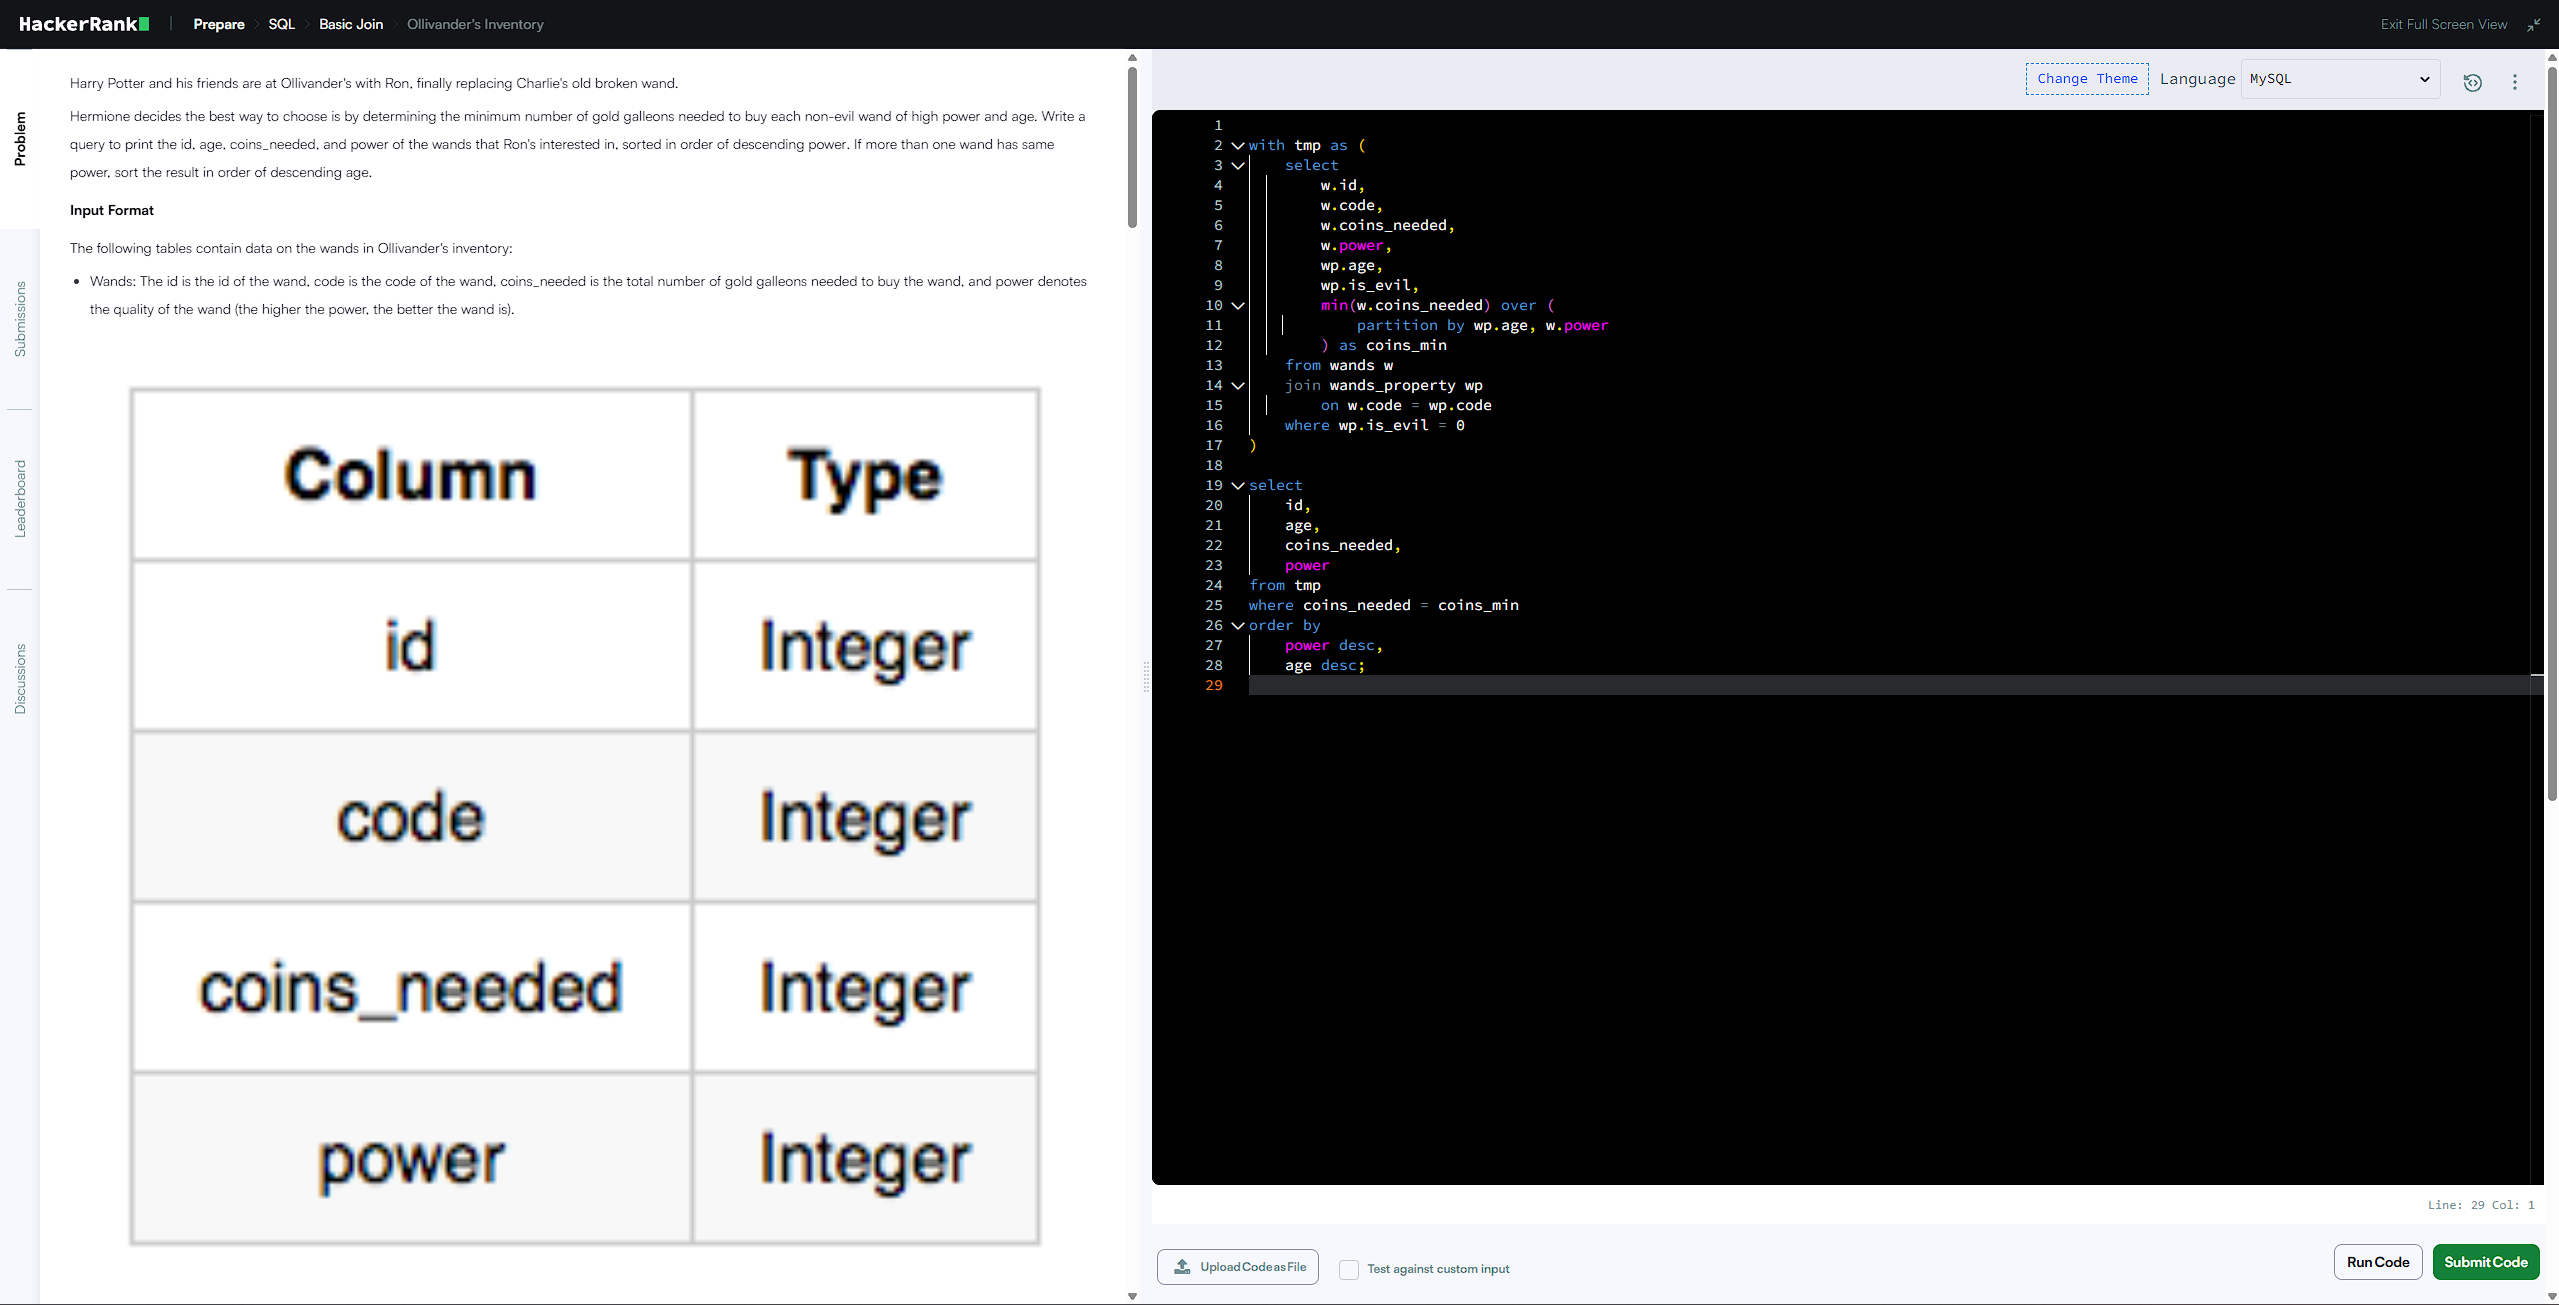 HackerRank | Prepare > SQL > Basic Join > Ollivander's Inventory
Exit Full Screen View
Problem
Submissions
Leaderboard
Discussions
Harry Potter and his friends are at Ollivander's with Ron, finally replacing Charlie's old broken wand.
Hermione decides the best way to choose is by determining the minimum number of gold galleons needed to buy each non-evil wand of high power and age. Write a
query to print the id, age, coins_needed, and power of the wands that Ron's interested in, sorted in order of descending power. If more than one wand has same
power, sort the result in order of descending age.
Input Format
The following tables contain data on the wands in Ollivander's inventory:
• Wands: The id is the id of the wand, code is the code of the wand, coins_needed is the total number of gold galleons needed to buy the wand, and power denotes
the quality of the wand (the higher the power, the better the wand is).
Column Type
id Integer
code Integer
coins_needed Integer
power Integer
Change Theme Language MySQL
1
2 with tmp as (
3     select
4         w.id,
5         w.code,
6         w.coins_needed,
7         w.power,
8         wp.age,
9         wp.is_evil,
10         min(w.coins_needed) over (
11             partition by wp.age, w.power
12         ) as coins_min
13     from wands w
14     join wands_property wp
15         on w.code = wp.code
16     where wp.is_evil = 0
17 )
18
19 select
20     id,
21     age,
22     coins_needed,
23     power
24 from tmp
25 where coins_needed = coins_min
26 order by
27     power desc,
28     age desc;
29
Line: 29 Col: 1
Upload Code as File
Test against custom input
Run Code
Submit Code